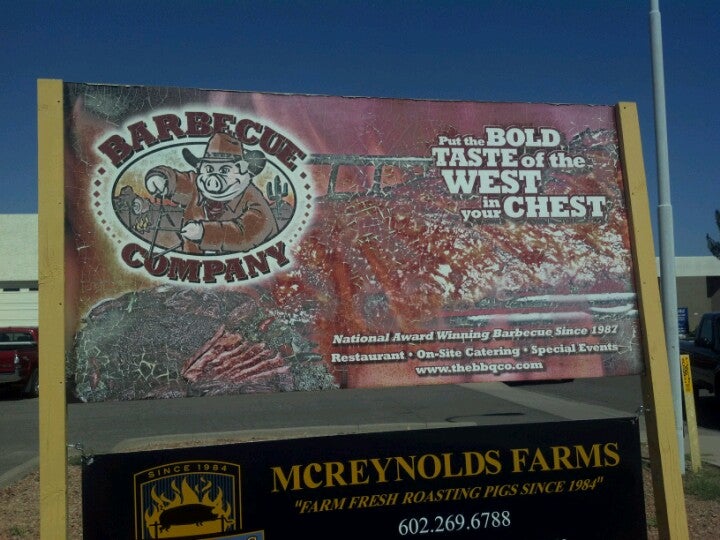 BARBECUE
COMPANY
Put the BOLD
TASTE of the
WEST
in
your CHEST
National Award Winning Barbecue Since 1987
Restaurant • On-Site Catering • Special Events
www.thebbqco.com
SINCE 1984
MCREYNOLDS FARMS
"FARM FRESH ROASTING PIGS SINCE 1984"
602.269.6788